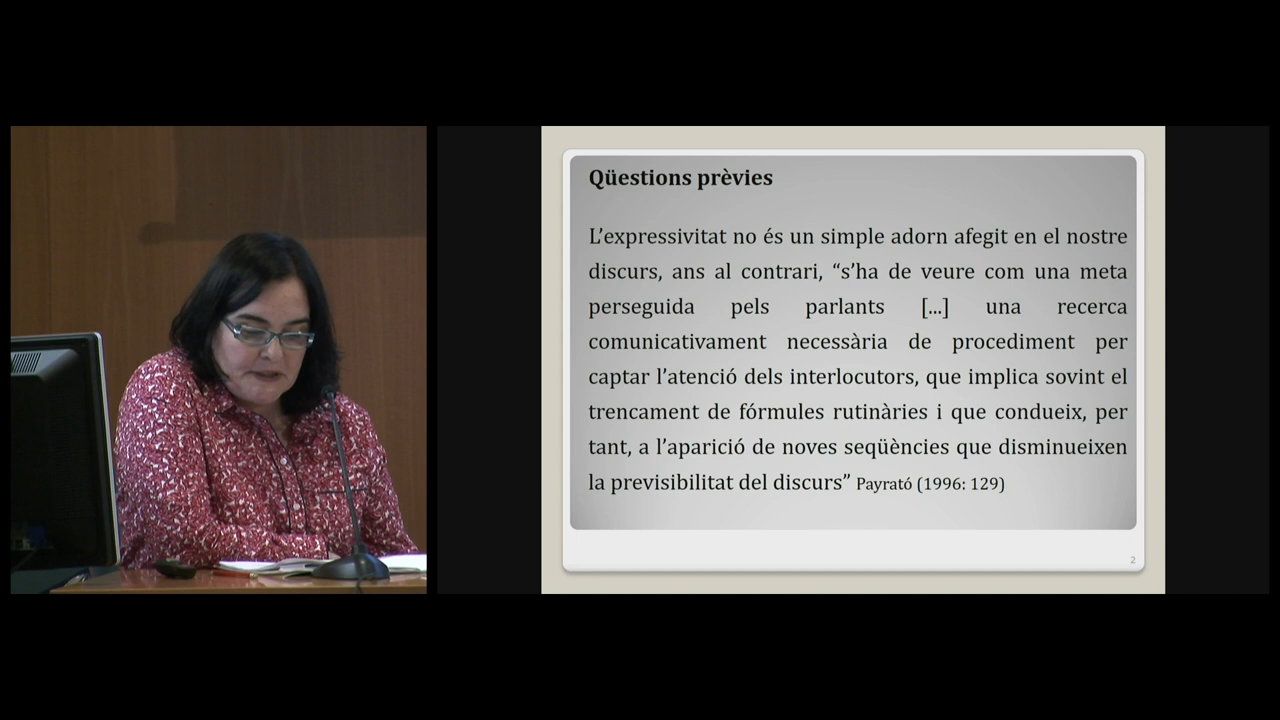 Qüestions prèvies
L’expressivitat no és un simple adorn afegit en el nostre
discurs, ans al contrari, “s’ha de veure com una meta
perseguida pels parlants [...] una recerca
comunicativament necessària de procediment per
captar l’atenció dels interlocutors, que implica sovint el
trencament de fórmules rutinàries i que condueix, per
tant, a l’aparició de noves seqüències que disminueixen
la previsibilitat del discurs” Payrató (1996: 129)
2